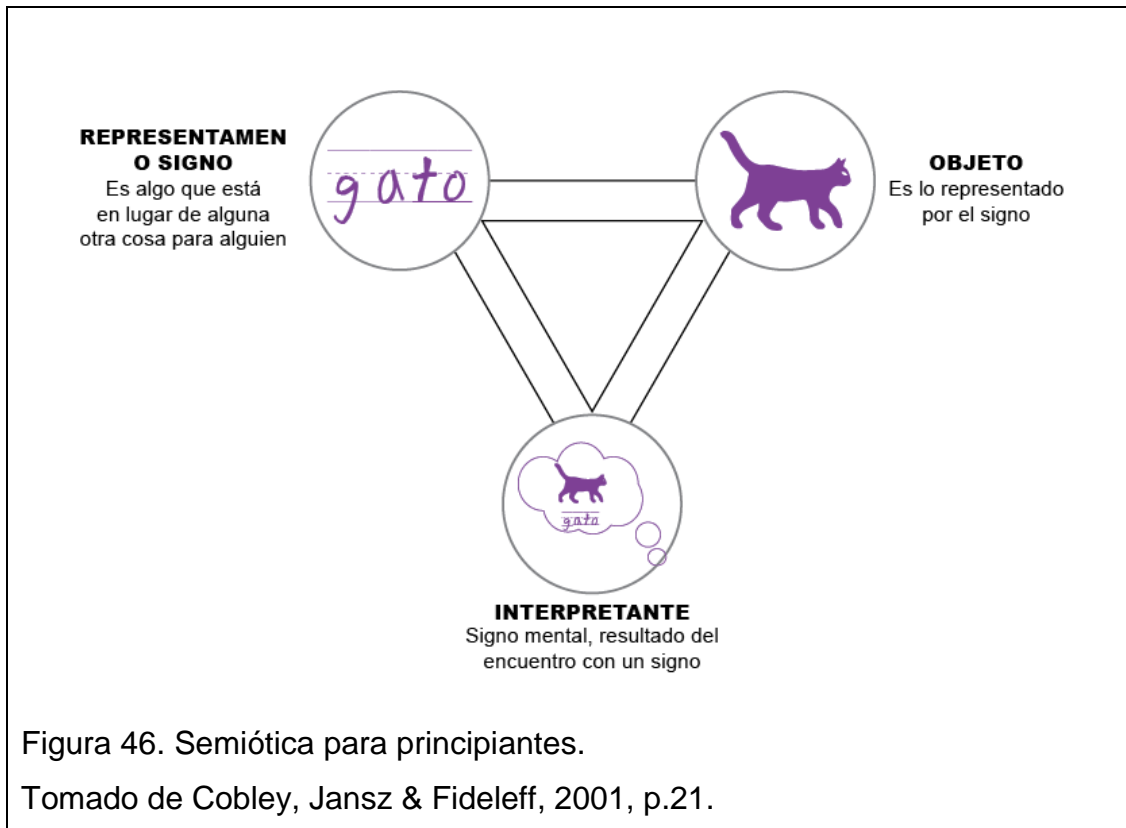 REPRESENTAMEN
O SIGNO
Es algo que está
en lugar de alguna
otra cosa para alguien
gato
OBJETO
Es lo representado
por el signo
gato
INTERPRETANTE
Signo mental, resultado del
encuentro con un signo
Figura 46. Semiótica para principiantes.
Tomado de Cobley, Jansz & Fideleff, 2001, p.21.